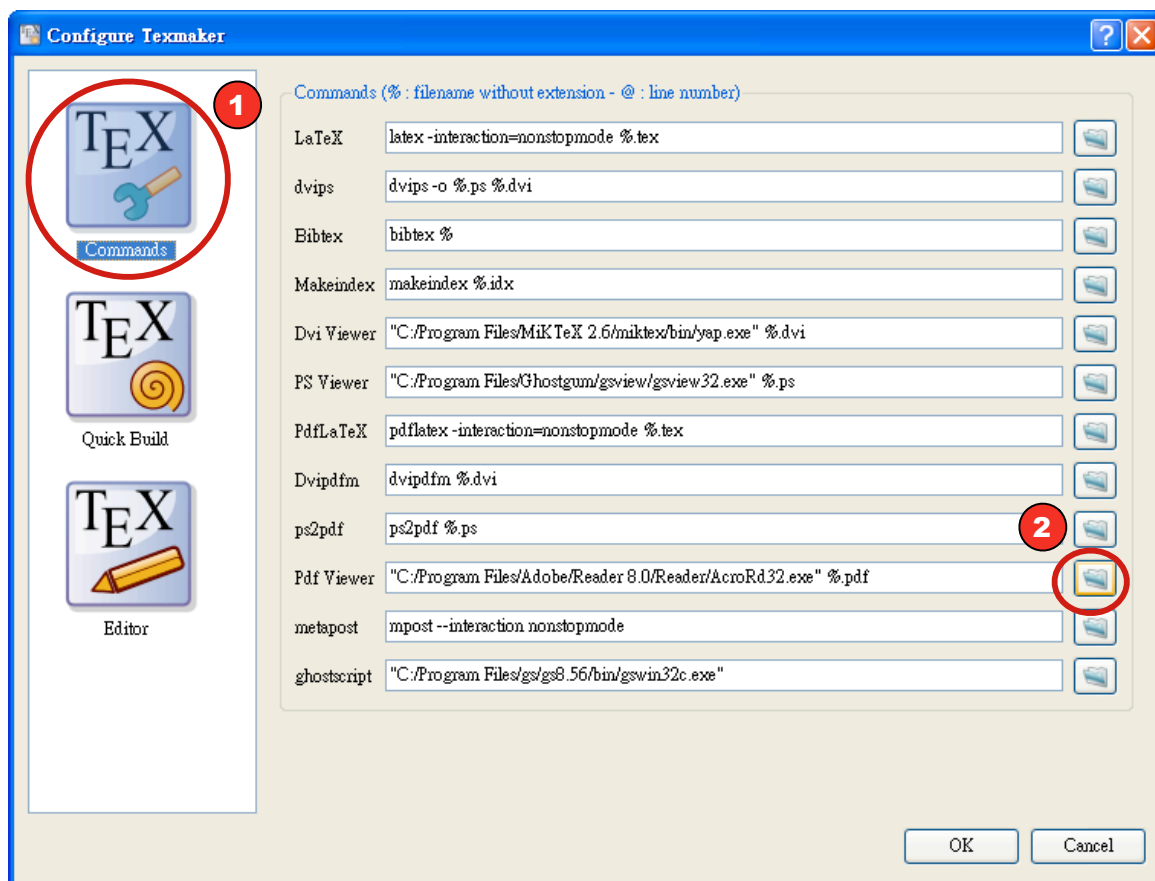 Configure Texmaker
1
TEX
Commands
TEX
Quick Build
TEX
Editor
Commands (% : filename without extension - @ : line number)
LaTeX latex -interaction=nonstopmode %.tex
dvips dvips -o %.ps %.dvi
Bibtex bibtex %
Makeindex makeindex %.idx
Dvi Viewer "C:/Program Files/MiKTeX 2.6/miktex/bin/yap.exe" %.dvi
PS Viewer "C:/Program Files/Ghostgum/gsview/gsview32.exe" %.ps
PdfLaTeX pdflatex -interaction=nonstopmode %.tex
Dvipdfm dvipdfm %.dvi
ps2pdf ps2pdf %.ps
2
Pdf Viewer "C:/Program Files/Adobe/Reader 8.0/Reader/AcroRd32.exe" %.pdf
metapost mpost --interaction nonstopmode
ghostscript "C:/Program Files/gs/gs8.56/bin/gswin32c.exe"
OK Cancel